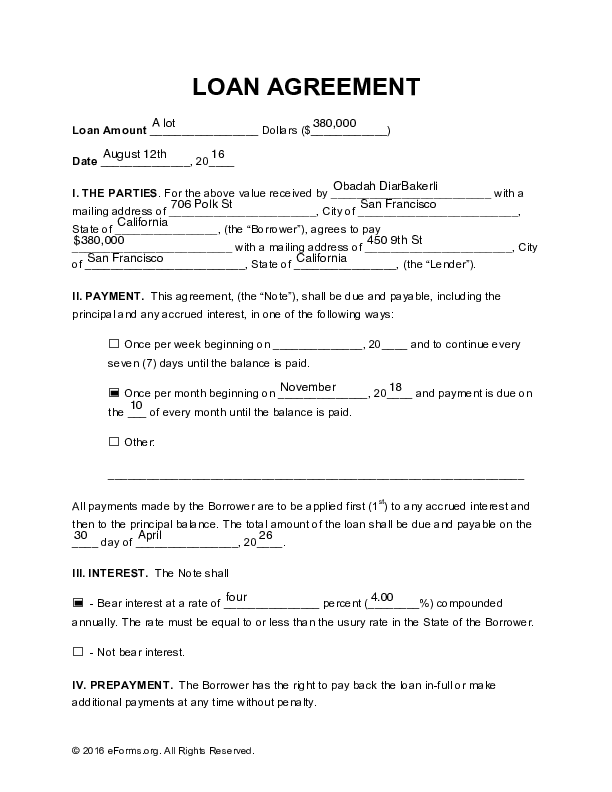 LOAN AGREEMENT
Loan Amount A lot Dollars ($380,000)
Date August 12th, 2016
I. THE PARTIES. For the above value received by Obadah DiarBakerli with a
mailing address of 706 Polk St, City of San Francisco,
State of California, (the “Borrower”), agrees to pay
$380,000 with a mailing address of 450 9th St, City
of San Francisco, State of California, (the “Lender”).
II. PAYMENT. This agreement, (the “Note”), shall be due and payable, including the
principal and any accrued interest, in one of the following ways:
☐ Once per week beginning on ______________, 20____ and to continue every
seven (7) days until the balance is paid.
■ Once per month beginning on November, 2018 and payment is due on
the 10 of every month until the balance is paid.
☐ Other:
All payments made by the Borrower are to be applied first (1st) to any accrued interest and
then to the principal balance. The total amount of the loan shall be due and payable on the
30 day of April, 2026.
III. INTEREST. The Note shall
■ - Bear interest at a rate of four percent (4.00%) compounded
annually. The rate must be equal to or less than the usury rate in the State of the Borrower.
☐ - Not bear interest.
IV. PREPAYMENT. The Borrower has the right to pay back the loan in-full or make
additional payments at any time without penalty.
© 2016 eForms.org. All Rights Reserved.